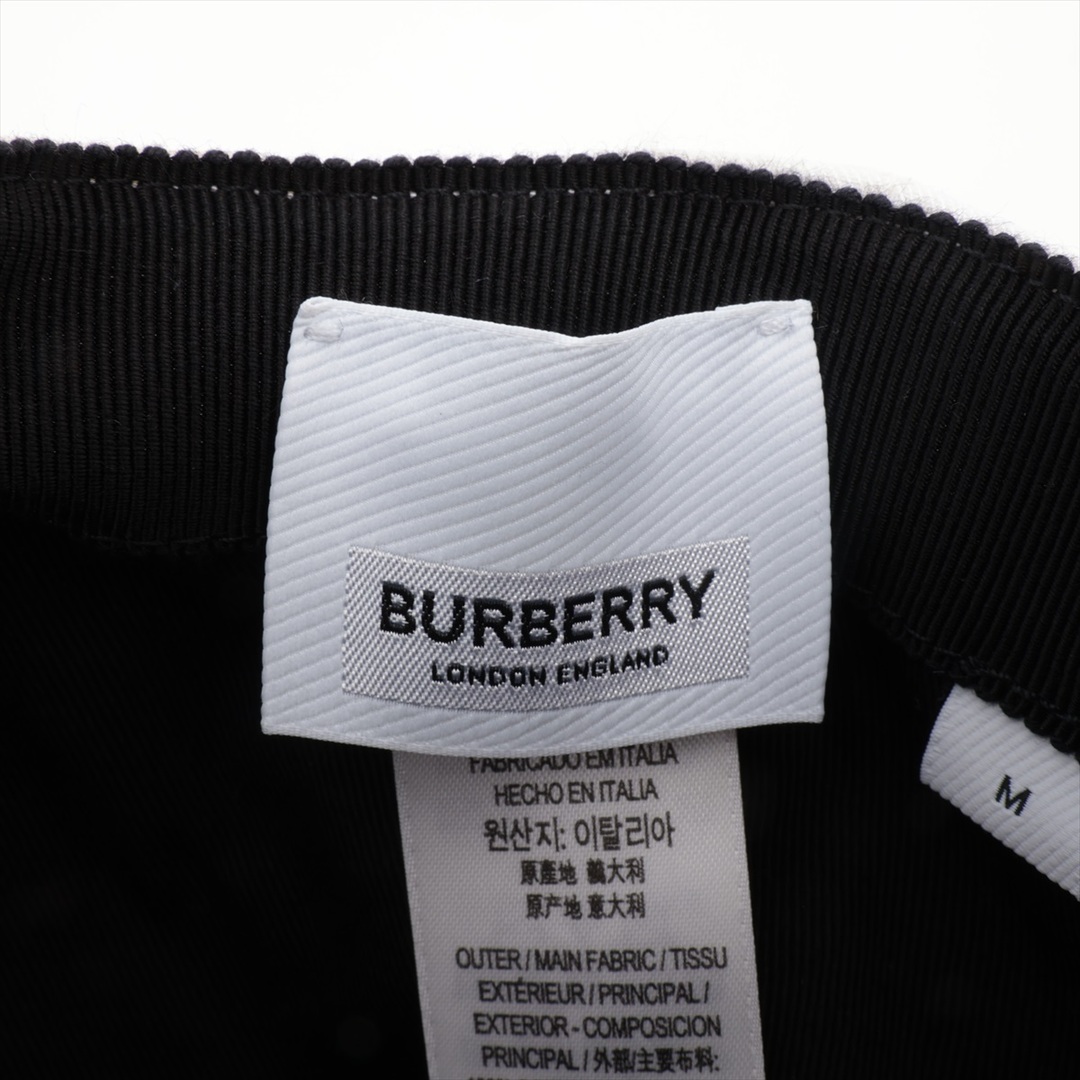 BURBERRY
LONDON ENGLAND
FABRICADO EM ITALIA
HECHO EN ITALIA
원산지: 이탈리아
原產地 義大利
原产地 意大利
OUTER / MAIN FABRIC / TISSU
EXTÉRIEUR / PRINCIPAL /
EXTERIOR - COMPOSICION
PRINCIPAL / 外部/主要布料:
M